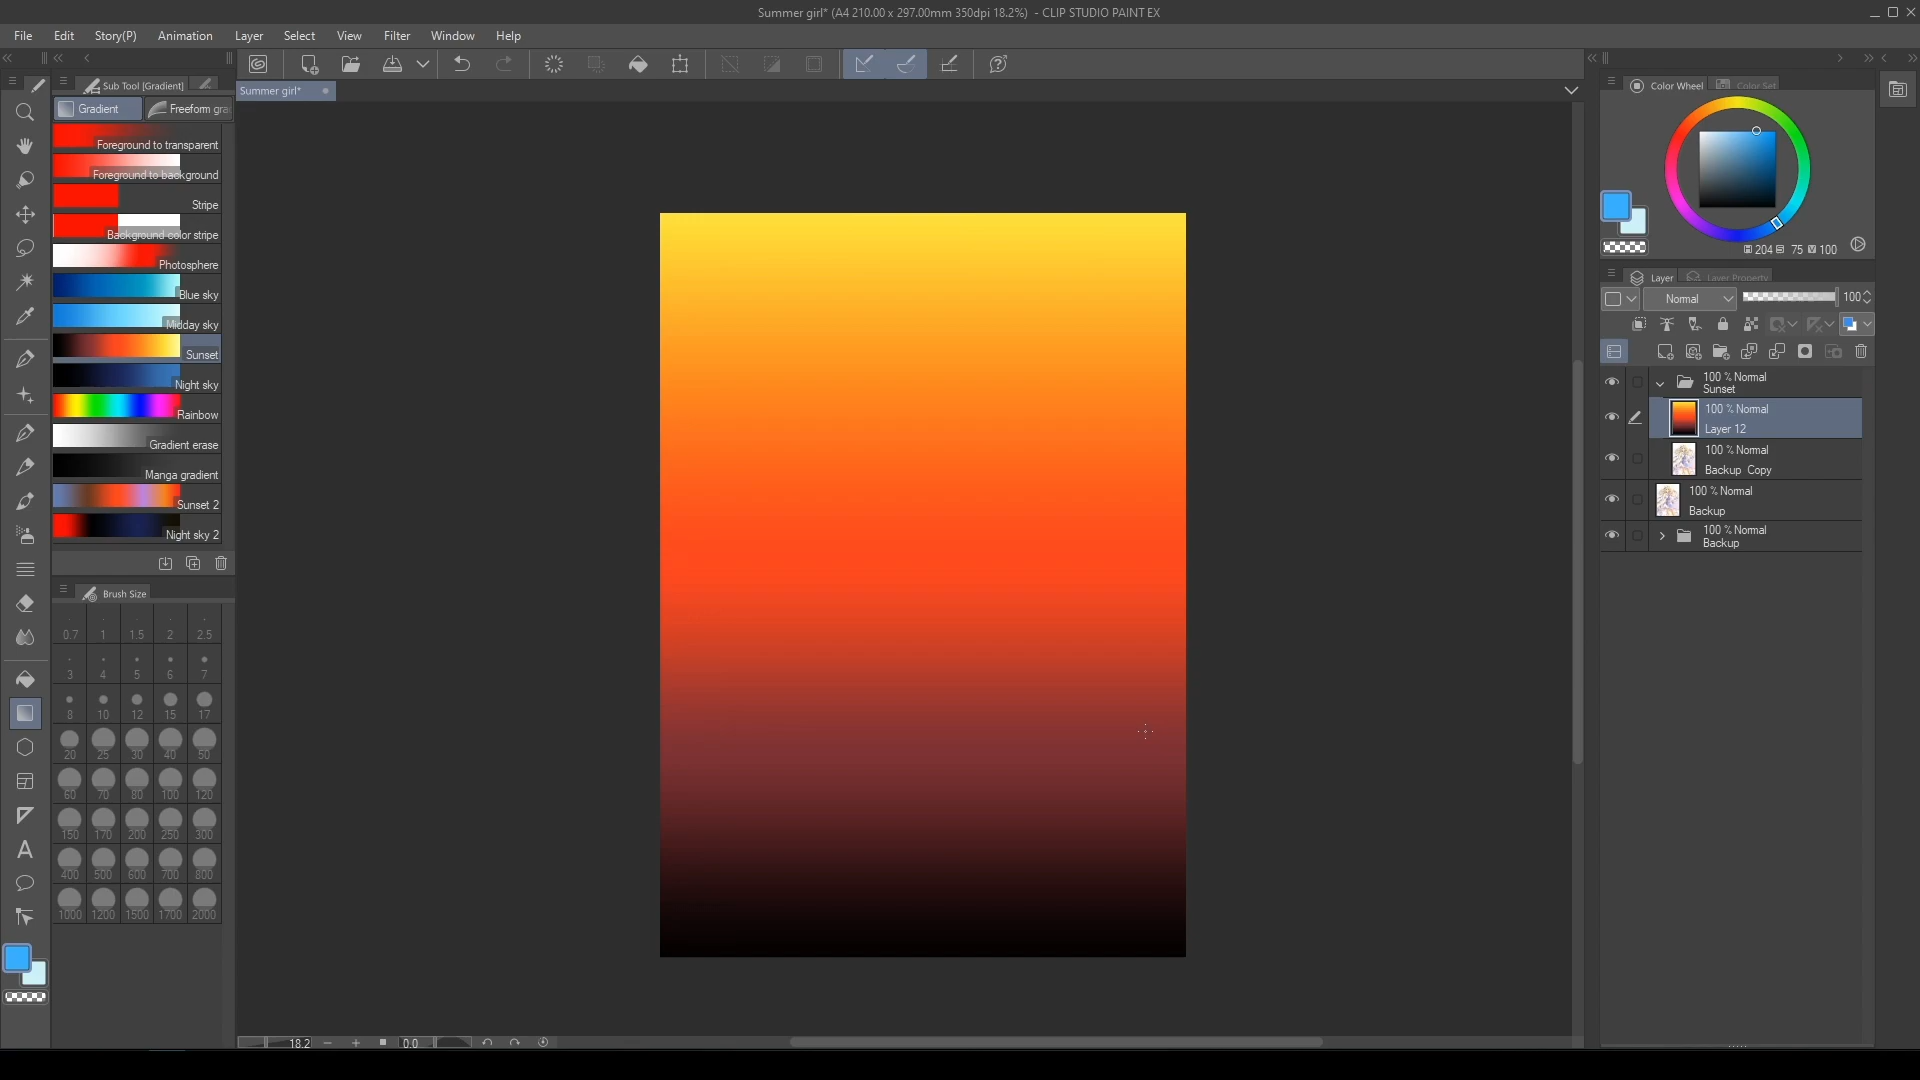 Summer girl* (A4 210.00 x 297.00mm 350dpi 18.2%) - CLIP STUDIO PAINT EX
File Edit Story(P) Animation Layer Select View Filter Window Help
Sub Tool [Gradient]
Gradient Freeform gra
Foreground to transparent
Foreground to background
Stripe
Background color stripe
Photosphere
Blue sky
Midday sky
Sunset
Night sky
Rainbow
Gradient erase
Manga gradient
Sunset 2
Night sky 2
Brush Size
0.7 1 1.5 2 2.5
3 4 5 6 7
8 10 12 15 17
20 25 30 40 50
60 70 80 100 120
150 170 200 250 300
400 500 600 700 800
1000 1200 1500 1700 2000
Summer girl*
18.2 0.0
Color Wheel Color Set
H 204 S 75 V 100
Layer Layer Property
Normal 100
100 % Normal
Sunset
100 % Normal
Layer 12
100 % Normal
Backup Copy
100 % Normal
Backup
100 % Normal
Backup